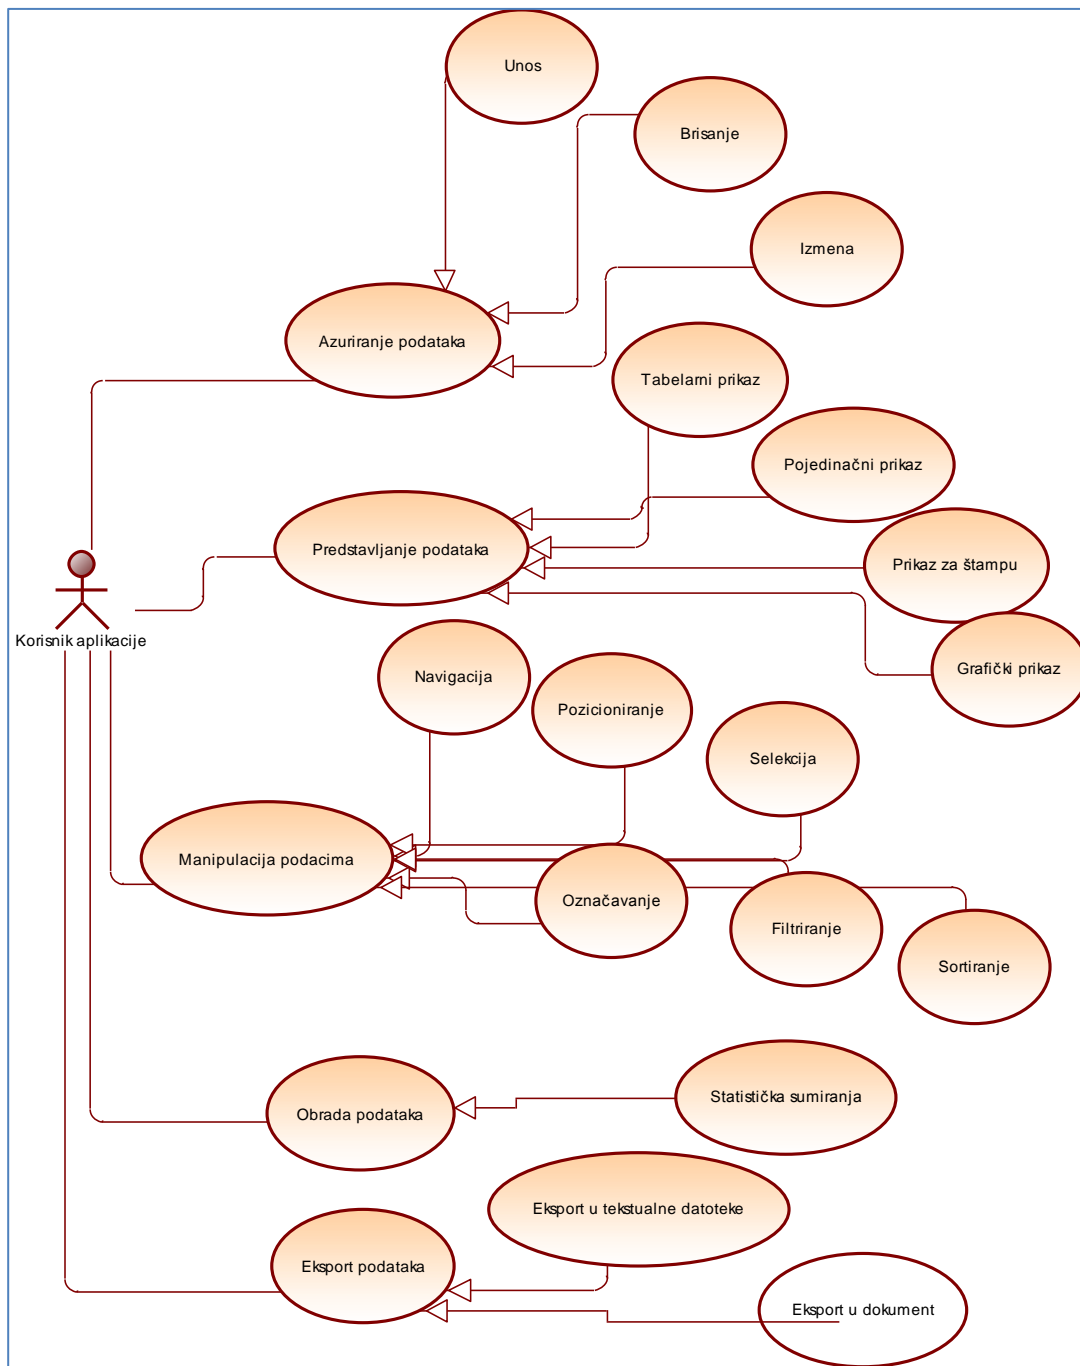 Unos
Brisanje
Izmena
Azuriranje podataka
Tabelarni prikaz
Pojedinačni prikaz
Predstavljanje podataka
Prikaz za štampu
Korisnik aplikacije
Grafički prikaz
Navigacija
Pozicioniranje
Selekcija
Manipulacija podacima
Označavanje
Filtriranje
Sortiranje
Statistička sumiranja
Obrada podataka
Eksport u tekstualne datoteke
Eksport podataka
Eksport u dokument